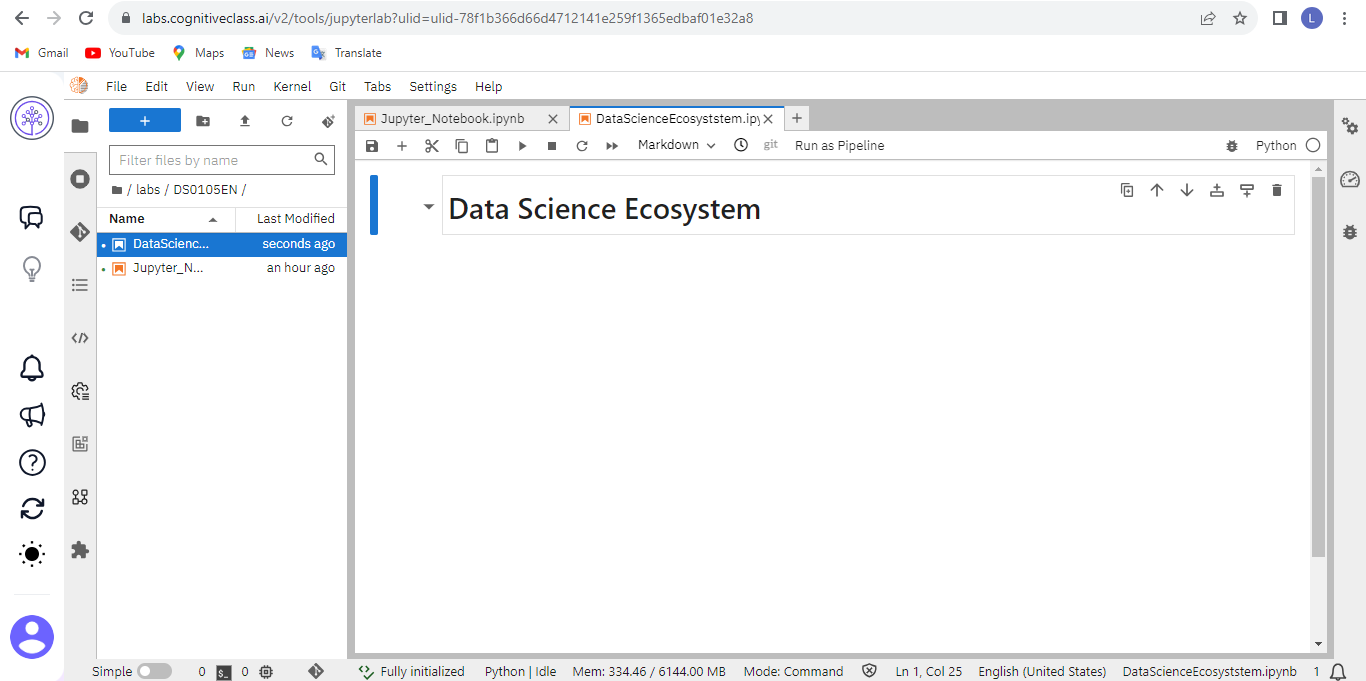 labs.cognitiveclass.ai/v2/tools/jupyterlab?ulid=ulid-78f1b366d66d4712141e259f1365edbaf01e32a8
L
Gmail YouTube Maps News Translate
File Edit View Run Kernel Git Tabs Settings Help
+ Jupyter_Notebook.ipynb DataScienceEcosyststem.ipy
Filter files by name
Markdown git Run as Pipeline Python
/ labs / DS0105EN /
Name Last Modified
Data Science Ecosystem
DataScienc... seconds ago
Jupyter_N... an hour ago
Simple 0 $_ 0 Fully initialized Python | Idle Mem: 334.46 / 6144.00 MB Mode: Command Ln 1, Col 25 English (United States) DataScienceEcosyststem.ipynb 1